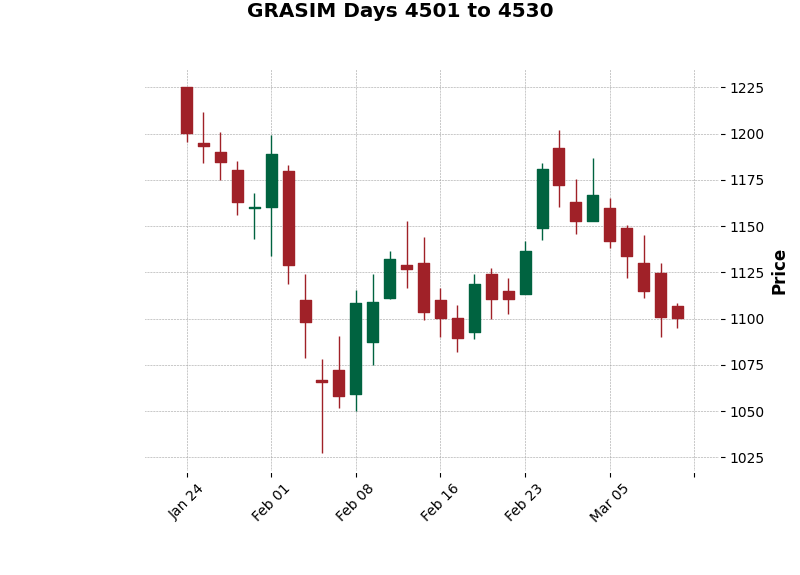 GRASIM Days 4501 to 4530
1225
1200
1175
1150
1125
1100
1075
1050
1025
Price
Jan 24
Feb 01
Feb 08
Feb 16
Feb 23
Mar 05